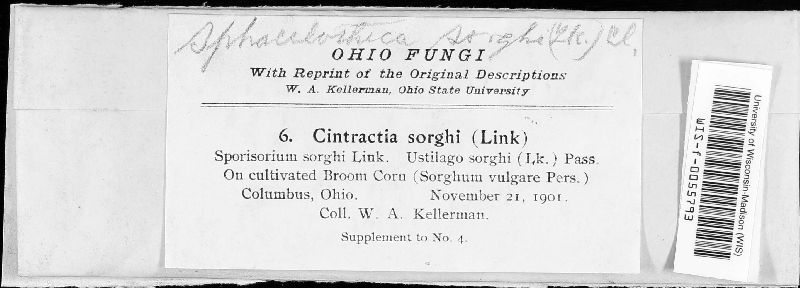 Sphacelotheca sorghi (Lk.) Cl.
OHIO FUNGI
With Reprint of the Original Descriptions
W. A. Kellerman, Ohio State University
6. Cintractia sorghi (Link)
Sporisorium sorghi Link. Ustilago sorghi (Lk.) Pass.
On cultivated Broom Corn (Sorghum vulgare Pers.)
Columbus, Ohio. November 21, 1901.
Coll. W. A. Kellerman.
Supplement to No. 4.
University of Wisconsin-Madison (WIS)
WIS-f-0055793